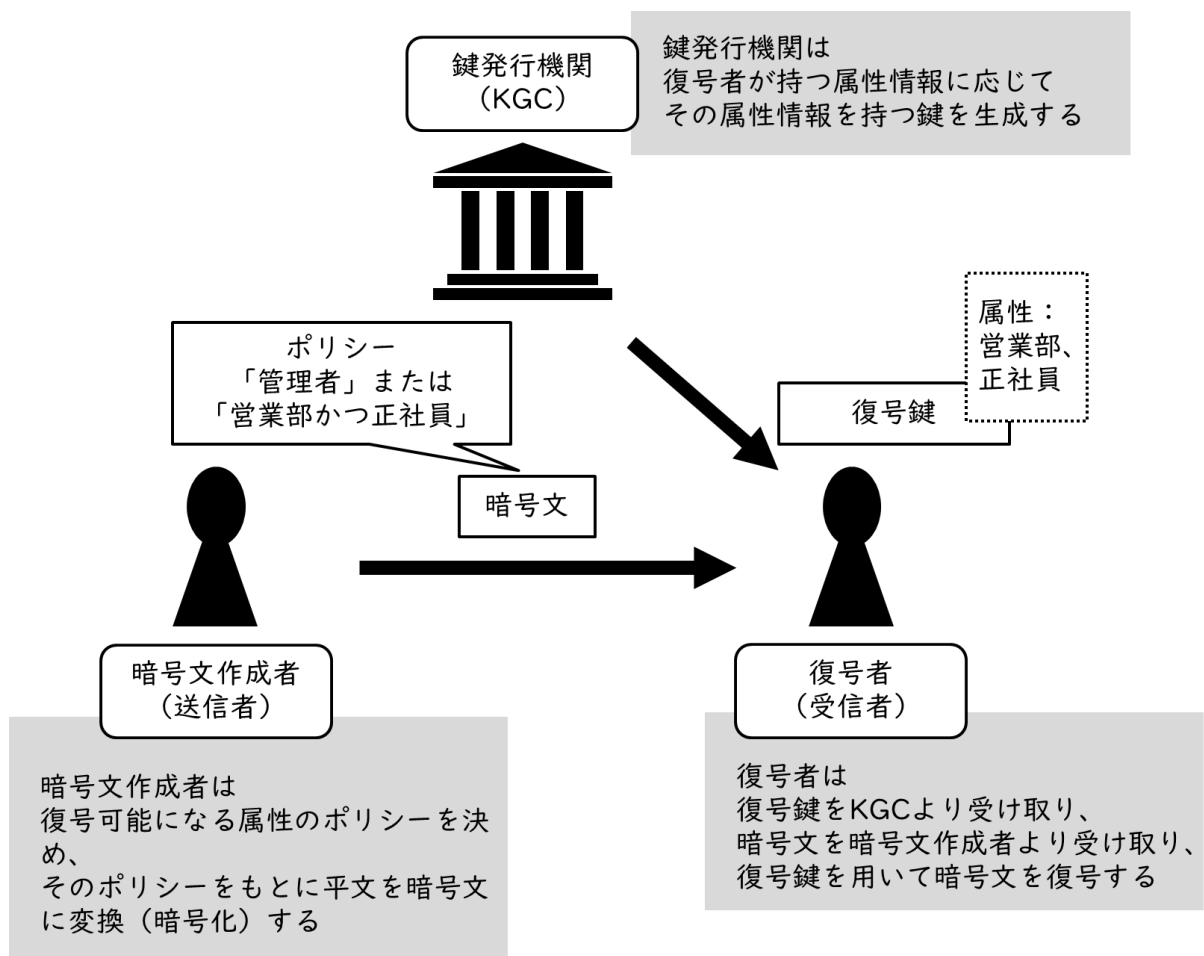 鍵発行機関
（KGC）
鍵発行機関は
復号者が持つ属性情報に応じて
その属性情報を持つ鍵を生成する
属性：
営業部、
正社員
復号鍵
ポリシー
「管理者」または
「営業部かつ正社員」
暗号文
暗号文作成者
（送信者）
暗号文作成者は
復号可能になる属性のポリシーを決
め、
そのポリシーをもとに平文を暗号文
に変換（暗号化）する
復号者
（受信者）
復号者は
復号鍵をKGCより受け取り、
暗号文を暗号文作成者より受け取り、
復号鍵を用いて暗号文を復号する